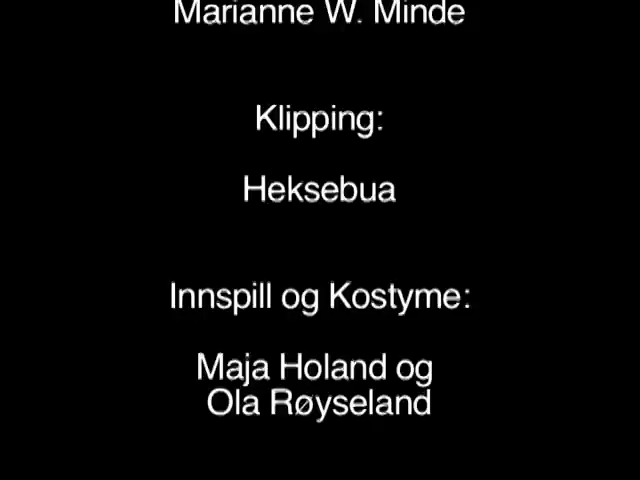 Marianne W. Minde
Klipping:
Heksebua
Innspill og Kostyme:
Maja Holand og
Ola Røyseland